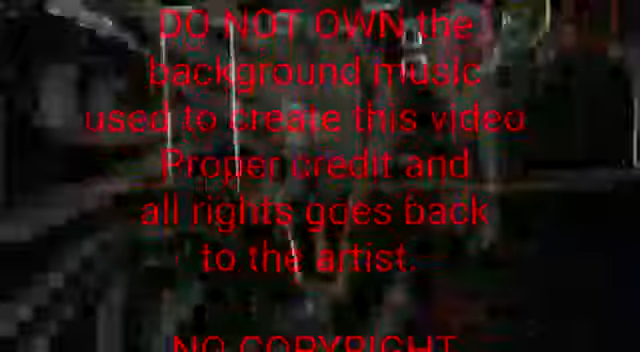 DO NOT OWN the
background music
used to create this video
Proper credit and
all rights goes back
to the artist.
NO COPYRIGHT